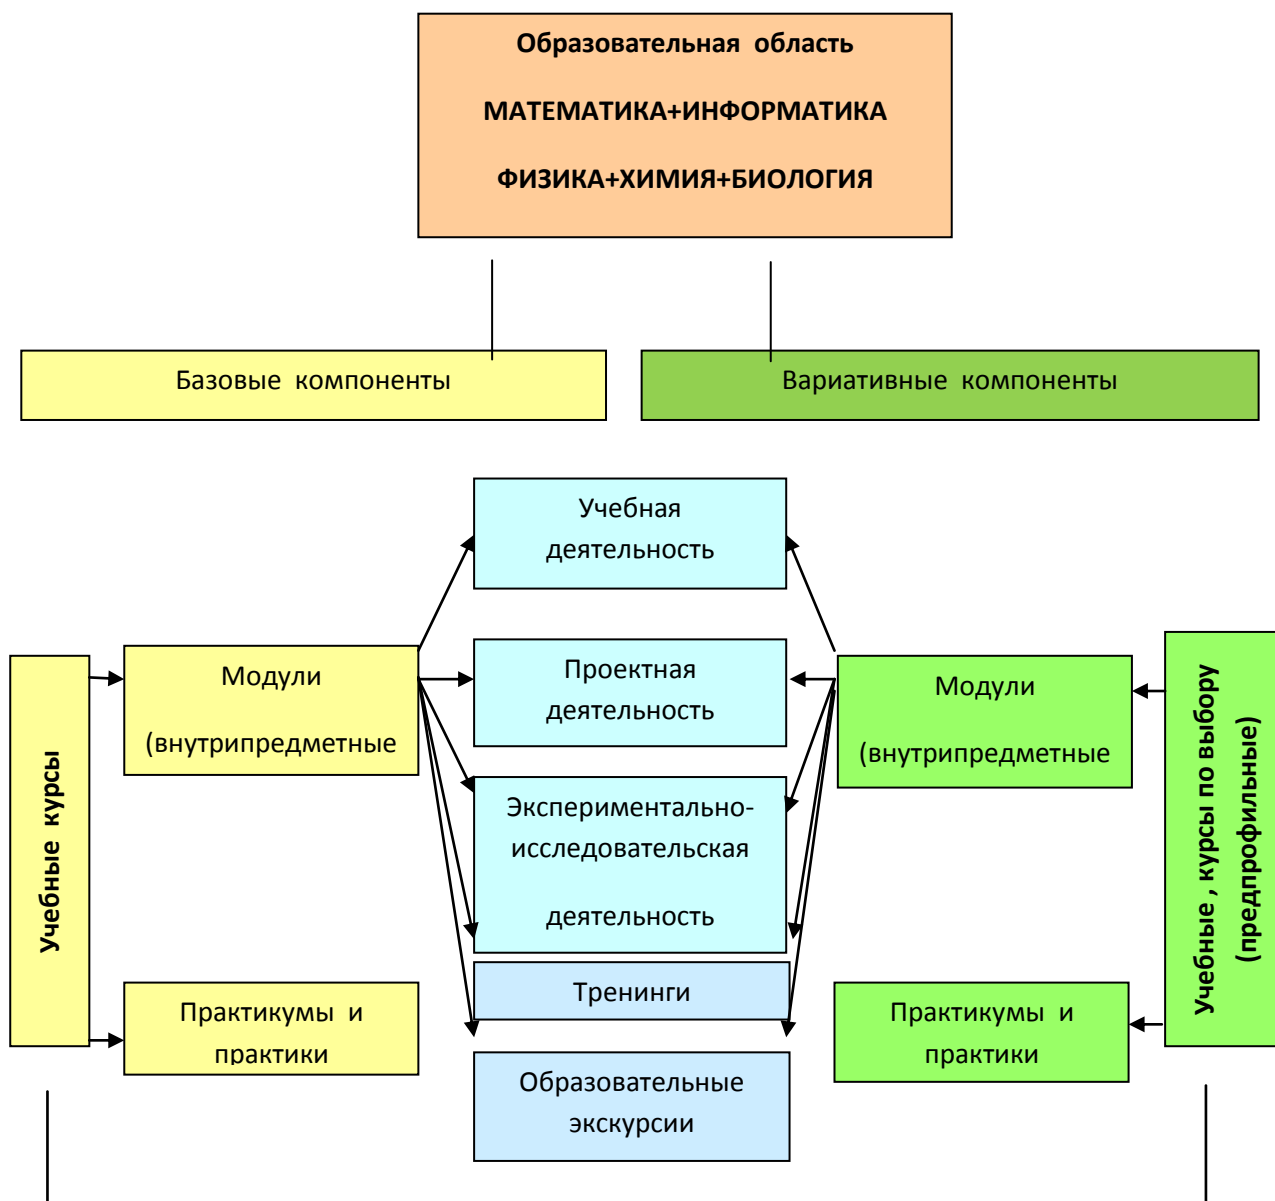 Образовательная область
МАТЕМАТИКА+ИНФОРМАТИКА
ФИЗИКА+ХИМИЯ+БИОЛОГИЯ
Базовые компоненты
Вариативные компоненты
Учебная
деятельность
Учебные курсы
Модули
(внутрипредметные
Проектная
деятельность
Модули
(внутрипредметные
Учебные , курсы по выбору
(предпрофильные)
Экспериментально-
исследовательская
деятельность
Тренинги
Практикумы и
практики
Практикумы и
практики
Образовательные
экскурсии